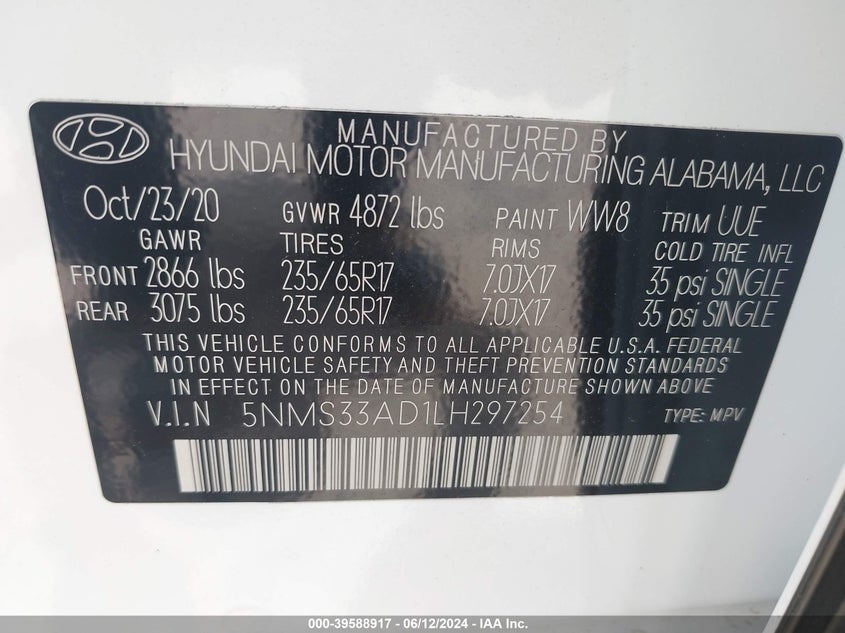 MANUFACTURED BY
HYUNDAI MOTOR MANUFACTURING ALABAMA, LLC
Oct/23/20 GVWR 4872 lbs PAINT WW8 TRIM UUE
GAWR TIRES RIMS COLD TIRE INFL
FRONT 2866 lbs 235/65R17 7.0JX17 35 psi SINGLE
REAR 3075 lbs 235/65R17 7.0JX17 35 psi SINGLE
THIS VEHICLE CONFORMS TO ALL APPLICABLE U.S.A. FEDERAL
MOTOR VEHICLE SAFETY AND THEFT PREVENTION STANDARDS
IN EFFECT ON THE DATE OF MANUFACTURE SHOWN ABOVE.
V.I.N 5NMS33AD1LH297254 TYPE: MPV
000-39588917 - 06/12/2024 - IAA Inc.